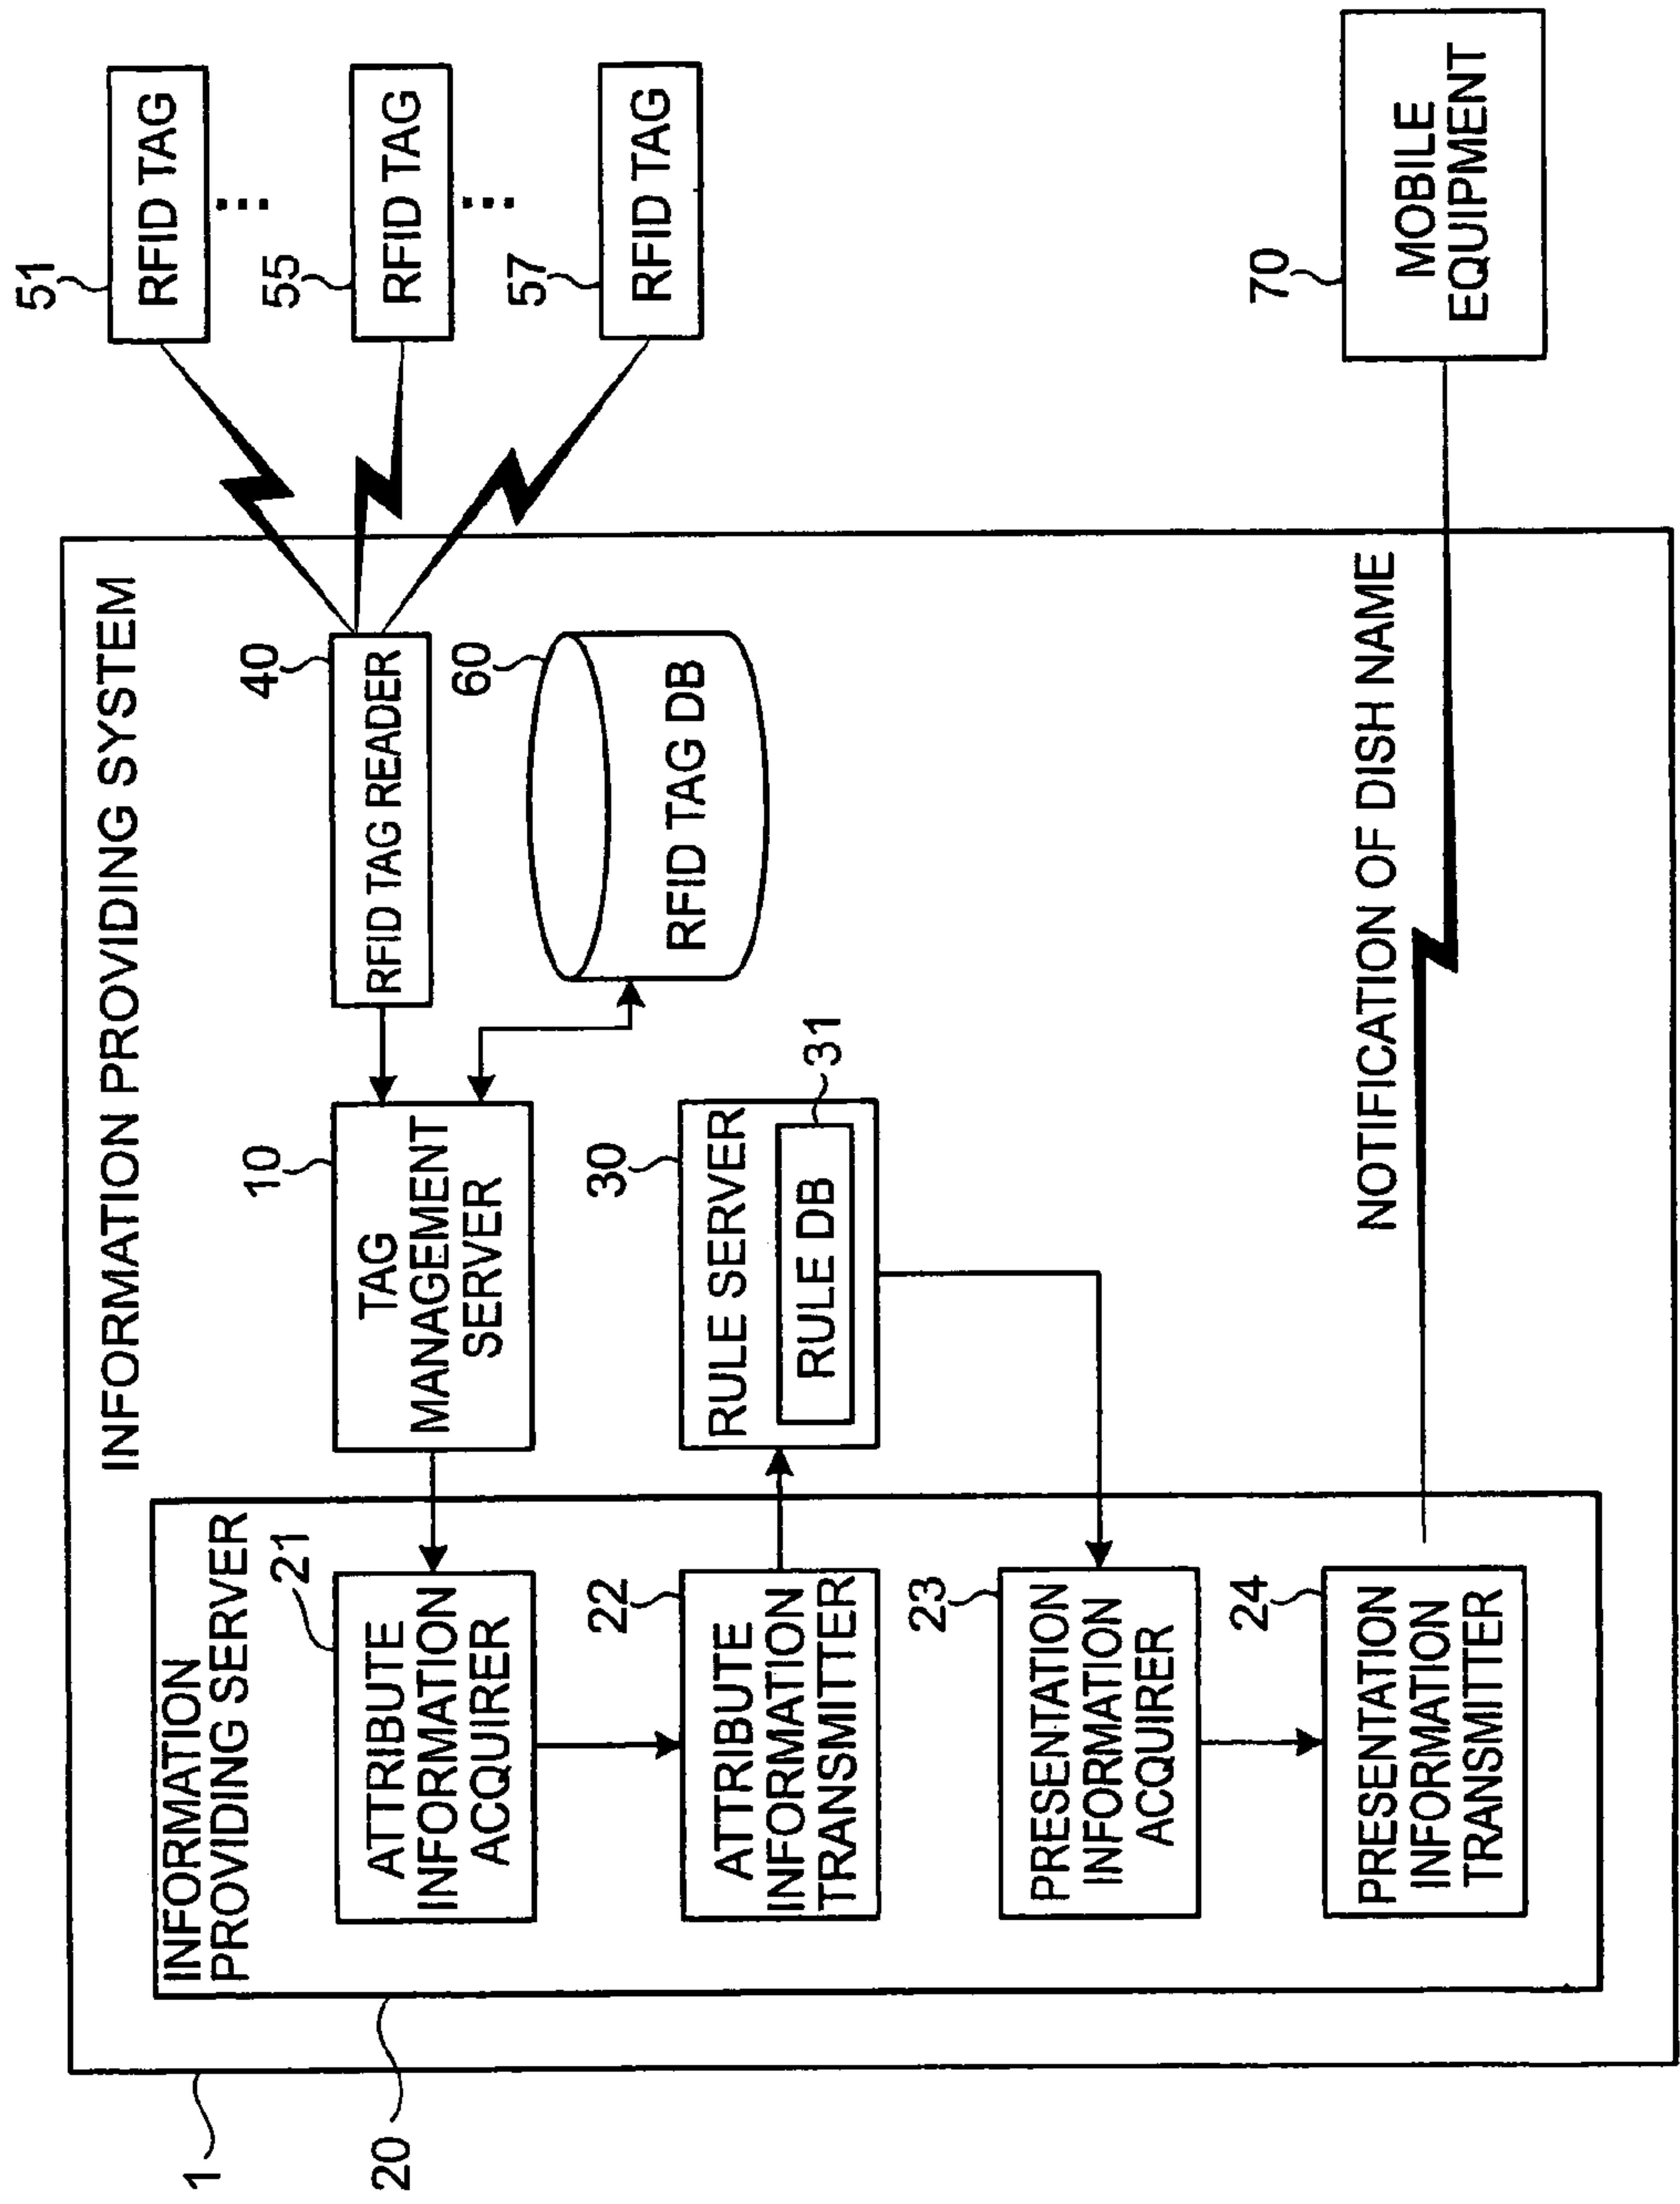 1
INFORMATION PROVIDING SYSTEM
20
INFORMATION
PROVIDING SERVER
21
ATTRIBUTE
INFORMATION
ACQUIRER
22
ATTRIBUTE
INFORMATION
TRANSMITTER
23
PRESENTATION
INFORMATION
ACQUIRER
24
PRESENTATION
INFORMATION
TRANSMITTER
10
TAG
MANAGEMENT
SERVER
30
RULE SERVER
31
RULE DB
40
RFID TAG READER
60
RFID TAG DB
NOTIFICATION OF DISH NAME
51
RFID TAG
55
RFID TAG
57
RFID TAG
70
MOBILE
EQUIPMENT